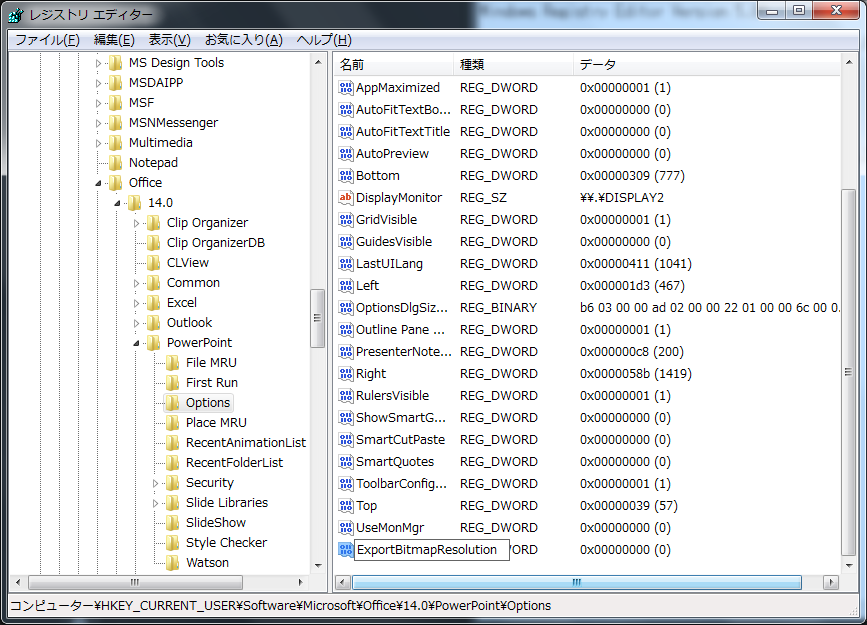 Windows Registry Editor Version 5.
レジストリ エディター
ファイル(F) 編集(E) 表示(V) お気に入り(A) ヘルプ(H)
MS Design Tools
MSDAIPP
MSF
MSNMessenger
Multimedia
Notepad
Office
14.0
Clip Organizer
Clip OrganizerDB
CLView
Common
Excel
Outlook
PowerPoint
File MRU
First Run
Options
Place MRU
RecentAnimationList
RecentFolderList
Security
Slide Libraries
SlideShow
Style Checker
Watson
名前 種類 データ
AppMaximized REG_DWORD 0x00000001 (1)
AutoFitTextBo... REG_DWORD 0x00000000 (0)
AutoFitTextTitle REG_DWORD 0x00000000 (0)
AutoPreview REG_DWORD 0x00000000 (0)
Bottom REG_DWORD 0x00000309 (777)
DisplayMonitor REG_SZ ¥¥.¥DISPLAY2
GridVisible REG_DWORD 0x00000001 (1)
GuidesVisible REG_DWORD 0x00000000 (0)
LastUILang REG_DWORD 0x00000411 (1041)
Left REG_DWORD 0x000001d3 (467)
OptionsDlgSiz... REG_BINARY b6 03 00 00 ad 02 00 00 22 01 00 00 6c 00 0.
Outline Pane ... REG_DWORD 0x00000001 (1)
PresenterNote... REG_DWORD 0x000000c8 (200)
Right REG_DWORD 0x0000058b (1419)
RulersVisible REG_DWORD 0x00000001 (1)
ShowSmartG... REG_DWORD 0x00000000 (0)
SmartCutPaste REG_DWORD 0x00000000 (0)
SmartQuotes REG_DWORD 0x00000000 (0)
ToolbarConfig... REG_DWORD 0x00000001 (1)
Top REG_DWORD 0x00000039 (57)
UseMonMgr REG_DWORD 0x00000000 (0)
ExportBitmapResolution WORD 0x00000000 (0)
コンピューター¥HKEY_CURRENT_USER¥Software¥Microsoft¥Office¥14.0¥PowerPoint¥Options